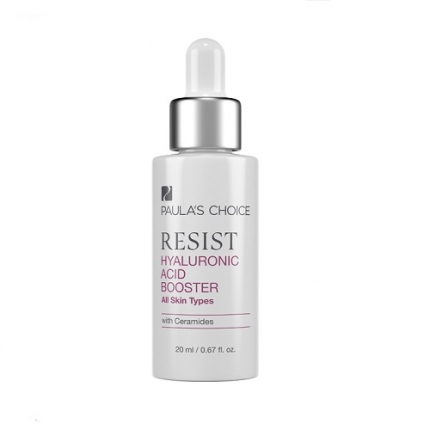 PAULA'S CHOICE
RESIST
HYALURONIC
ACID
BOOSTER
All Skin Types
with Ceramides
20 ml / 0.67 fl. oz.